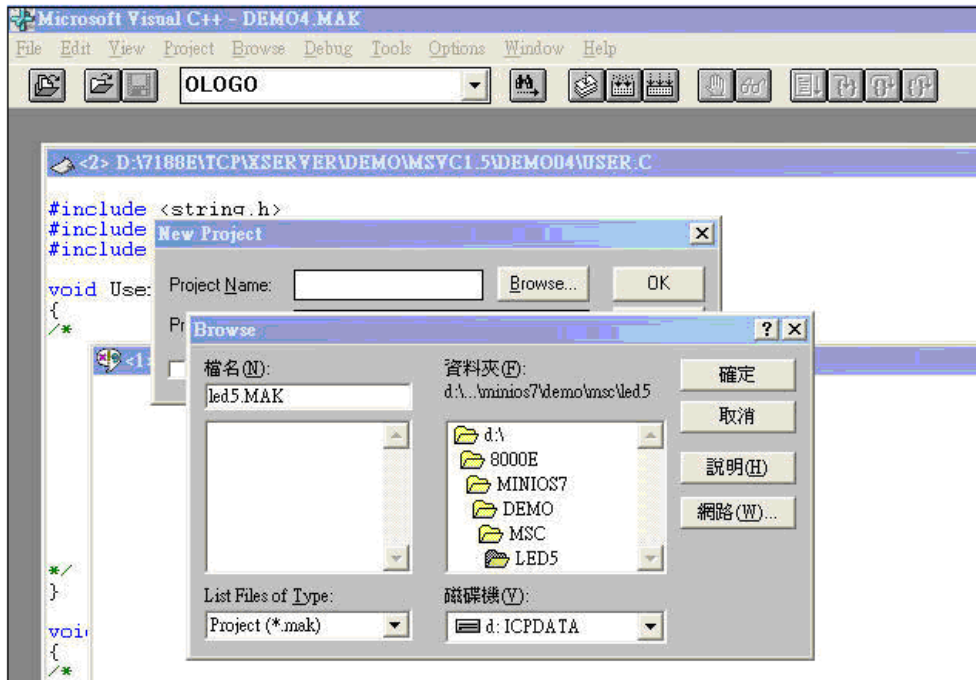 Microsoft Visual C++ - DEMO4.MAK
File Edit View Project Browse Debug Tools Options Window Help
OLOGO
<2> D:\7188E\TCP\XSERVER\DEMO\MSVC1.5\DEMO04\USER.C
#include <string.h>
#include
#include
void User
{
/*
New Project
Project Name:
Browse...
OK
<1>
Browse
檔名(N):
led5.MAK
資料夾(F):
d:\...\minios7\demo\msc\led5
d:\
8000E
MINIOS7
DEMO
MSC
LED5
確定
取消
說明(H)
網路(W)...
List Files of Type:
Project (*.mak)
磁碟機(V):
d: ICPDATA
*/
}
void
{
/*